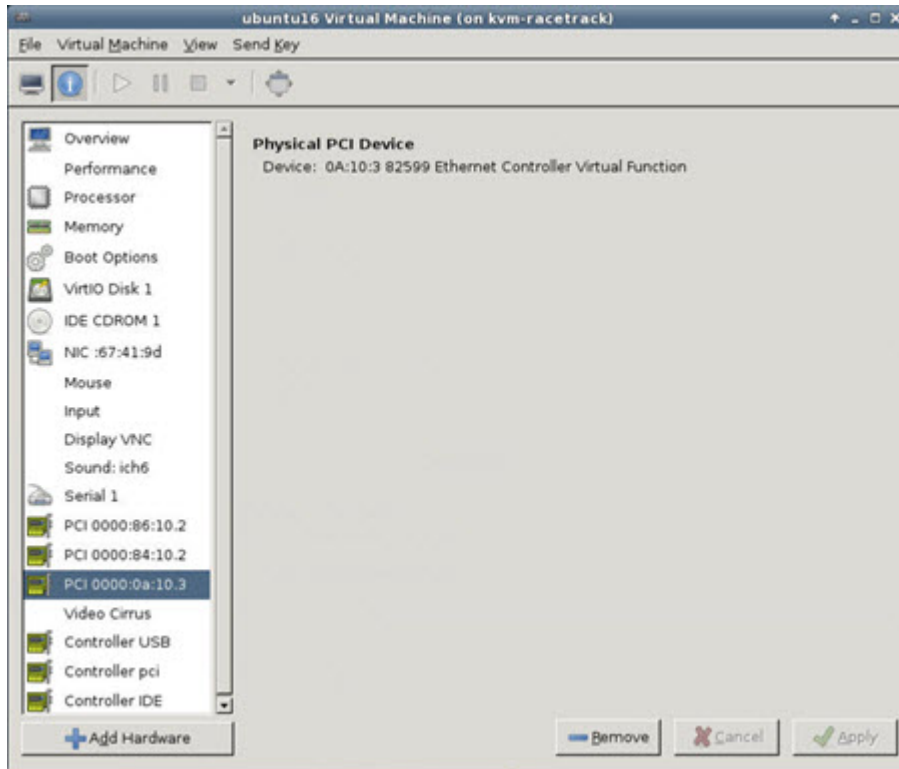 ubuntu16 Virtual Machine (on kvm-racetrack)
File Virtual Machine View Send Key
Overview
Performance
Processor
Memory
Boot Options
VirtIO Disk 1
IDE CDROM 1
NIC :67:41:9d
Mouse
Input
Display VNC
Sound: ich6
Serial 1
PCI 0000:86:10.2
PCI 0000:84:10.2
PCI 0000:0a:10.3
Video Cirrus
Controller USB
Controller pci
Controller IDE
Add Hardware
Physical PCI Device
Device: 0A:10:3 82599 Ethernet Controller Virtual Function
Remove Cancel Apply